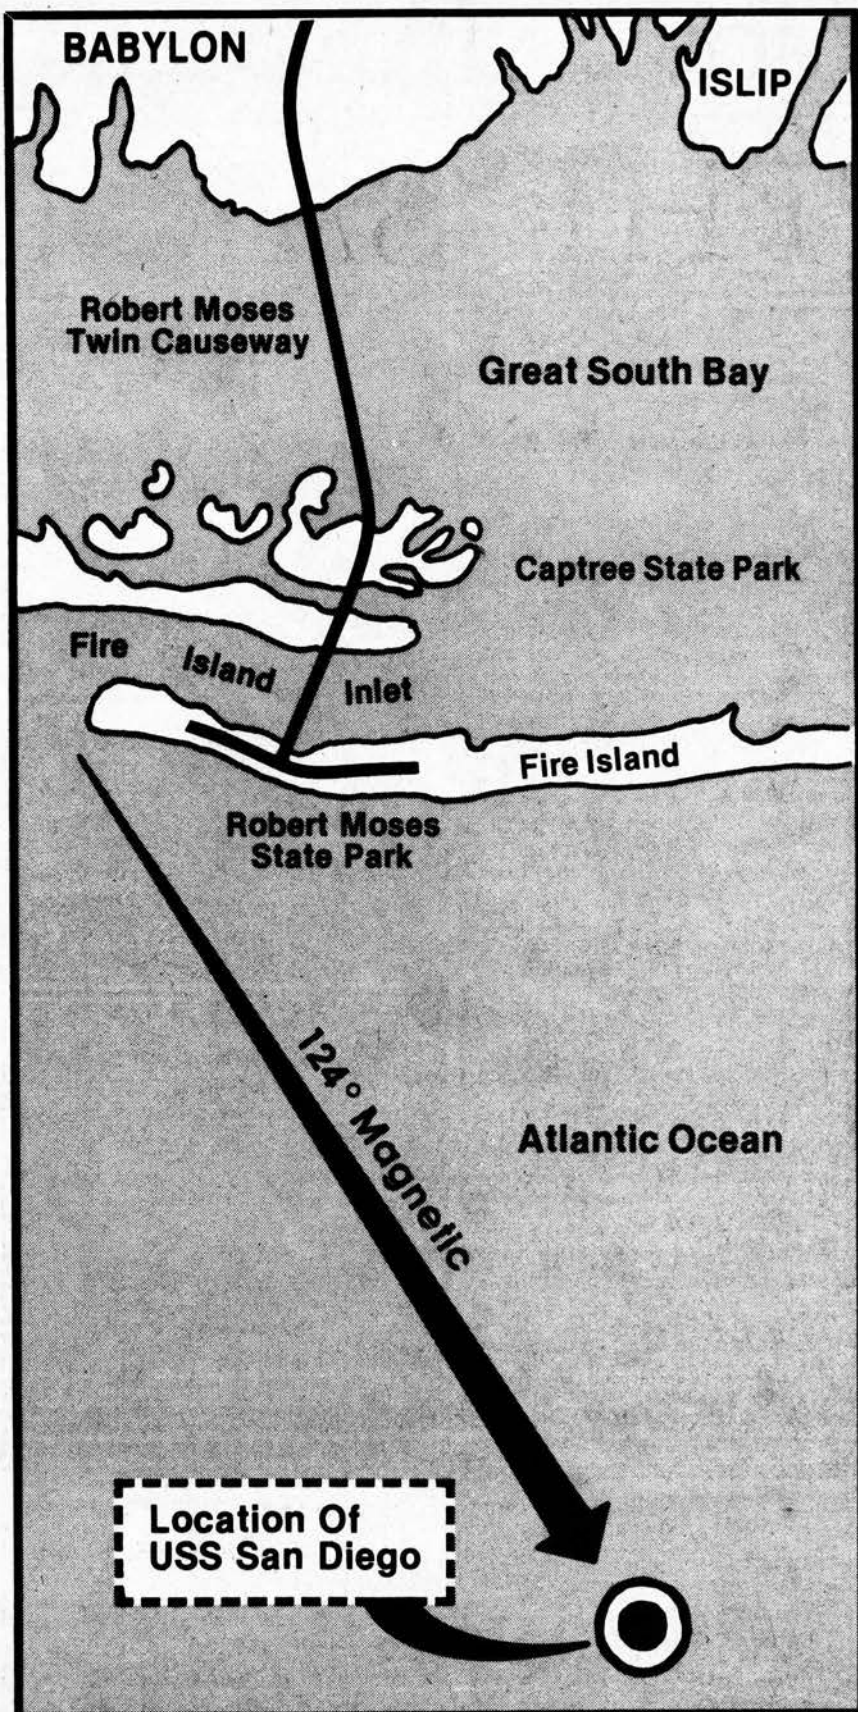 BABYLON
ISLIP
Robert Moses
Twin Causeway
Great South Bay
Captree State Park
Fire Island Inlet
Fire Island
Robert Moses
State Park
124° Magnetic
Atlantic Ocean
Location Of
USS San Diego